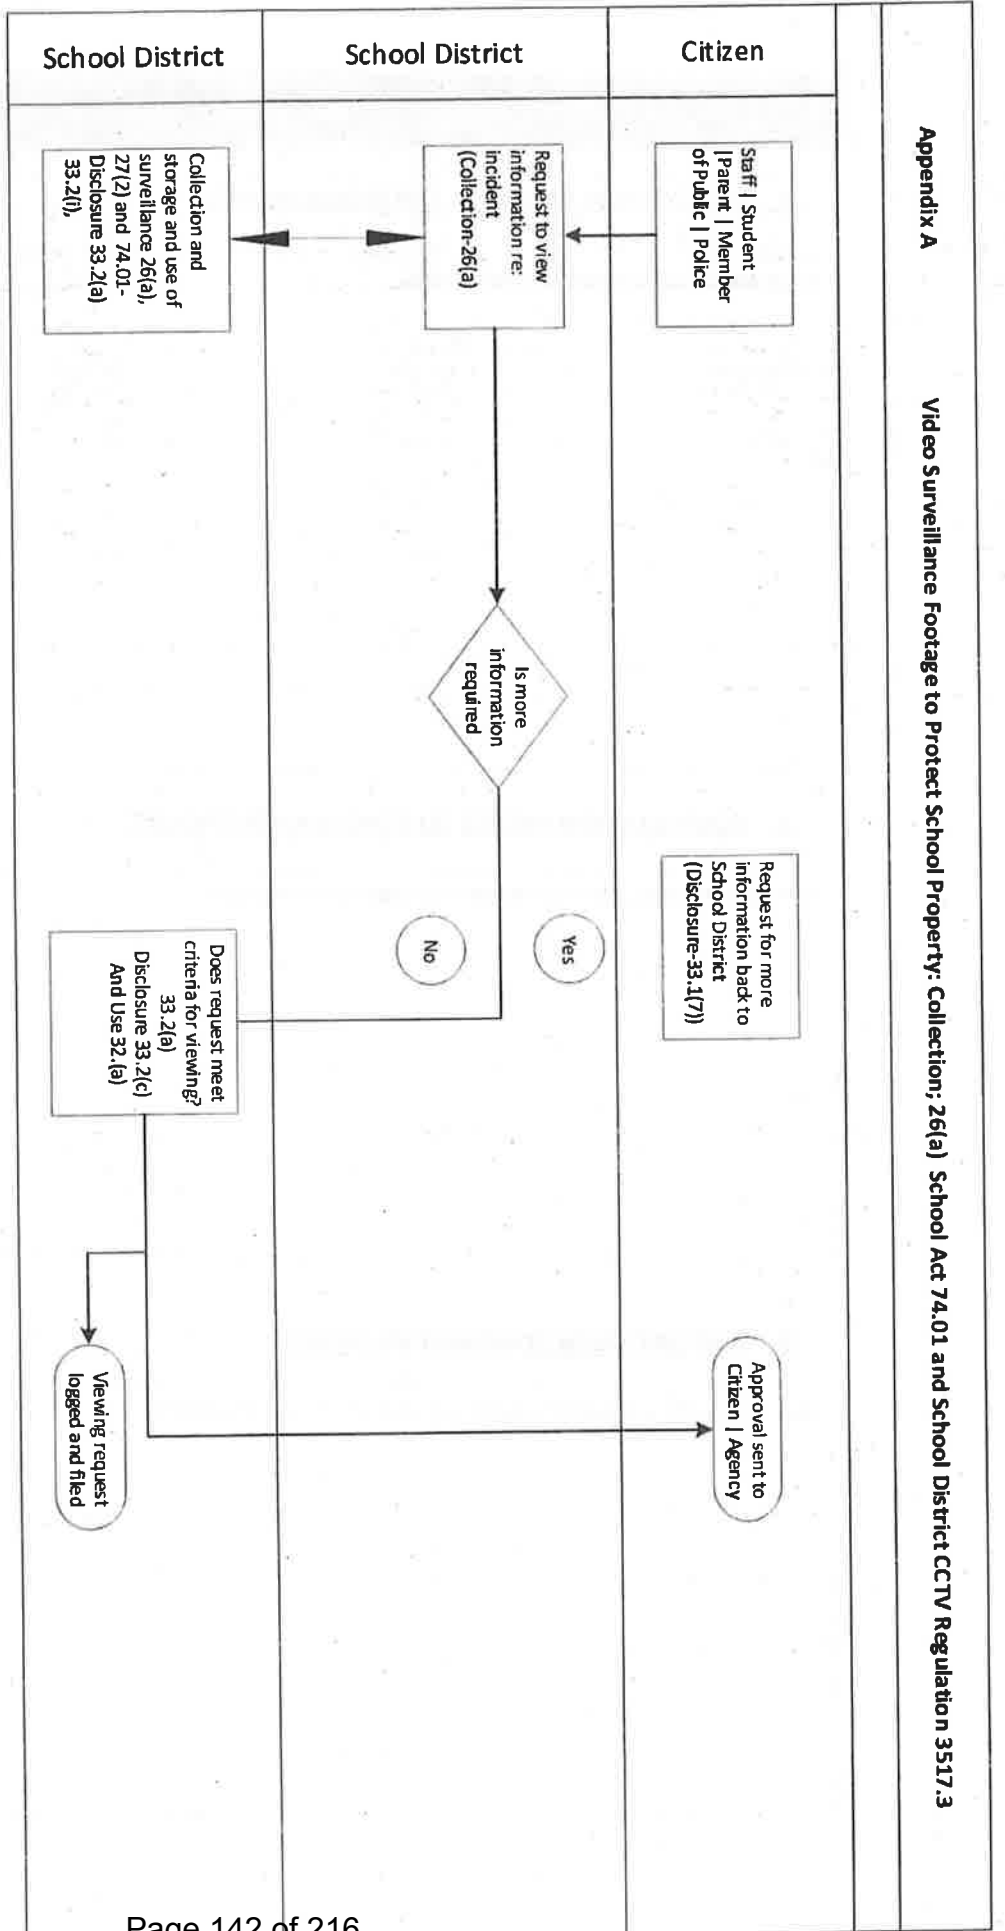 Appendix A
Video Surveillance Footage to Protect School Property: Collection; 26(a) School Act 74.01 and School District CCTV Regulation 3517.3
Citizen
Staff | Student
| Parent | Member
of Public | Police
Request for more
information back to
School District
(Disclosure-33.1(7))
Approval sent to
Citizen | Agency
School District
Request to view
information re:
incident
(Collection-26(a)
Is more
information
required
Yes
No
School District
Collection and
storage and use of
surveillance 26(a),
27(2) and 74.01-
Disclosure 33.2(a)
33.2(i),
Does request meet
criteria for viewing?
33.2(a)
Disclosure 33.2(c)
And Use 32.(a)
Viewing request
logged and filed
Page 142 of 216